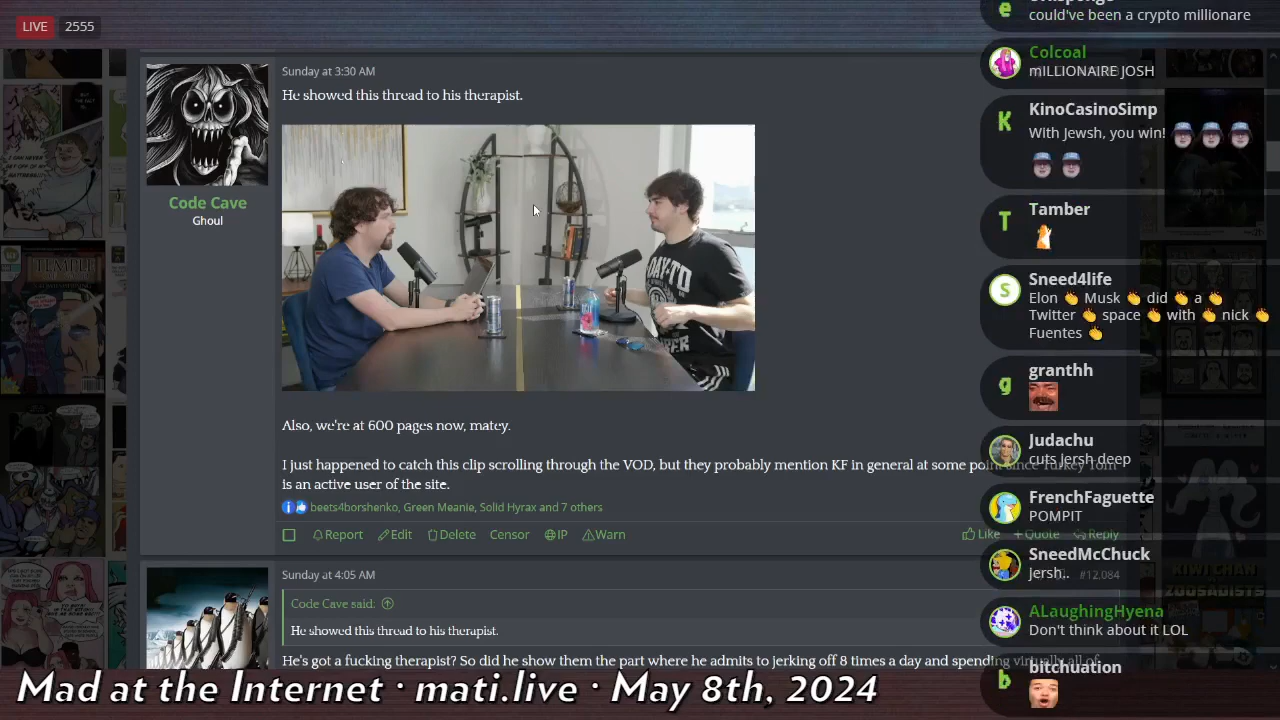 LIVE 2555
could've been a crypto millionare
Colcoal
mILLIONAIRE JOSH
KinoCasinoSimp
With Jewsh, you win!
Tamber
Sneed4life
Elon 👏 Musk 👏 did 👏 a 👏
Twitter 👏 space 👏 with 👏 nick 👏
Fuentes 👏
granthh
Judachu
cuts Jersh deep
FrenchFaguette
POMPIT
SneedMcChuck
Jersh..
ALaughingHyena
Don't think about it LOL
bitchuation
Sunday at 3:30 AM
He showed this thread to his therapist.
Code Cave
Ghoul
Also, we're at 600 pages now, matey.
I just happened to catch this clip scrolling through the VOD, but they probably mention KF in general at some point since Turkey Tom
is an active user of the site.
beets4borshenko, Green Meanie, Solid Hyrax and 7 others
Report Edit Delete Censor IP Warn Like + Quote Reply
Sunday at 4:05 AM #12,084
Code Cave said:
He showed this thread to his therapist.
He's got a fucking therapist? So did he show them the part where he admits to jerking off 8 times a day and spending virtually all of
Mad at the Internet · mati.live · May 8th, 2024